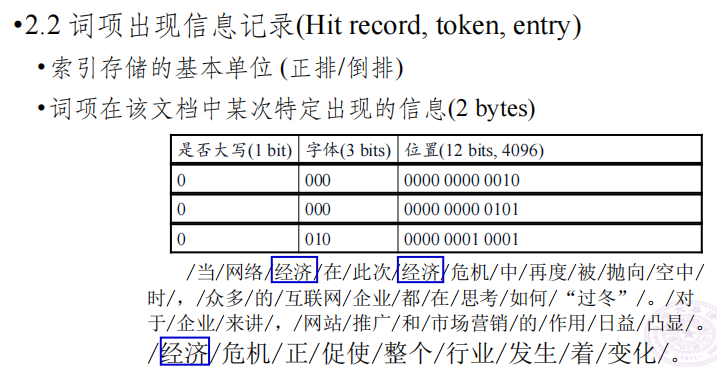 •2.2 词项出现信息记录(Hit record, token, entry)
•索引存储的基本单位 (正排/倒排)
•词项在该文档中某次特定出现的信息(2 bytes)
是否大写(1 bit) 字体(3 bits) 位置(12 bits, 4096)
0 000 0000 0000 0010
0 000 0000 0000 0101
0 010 0000 0001 0001
/当/网络/经济/在/此次/经济/危机/中/再度/被/抛向/空中/
时/，/众多/的/互联网/企业/都/在/思考/如何/“过冬”/。/对
于/企业/来讲/，/网站/推广/和/市场营销/的/作用/日益/凸显/。
/经济/危机/正/促使/整个/行业/发生/着/变化/。